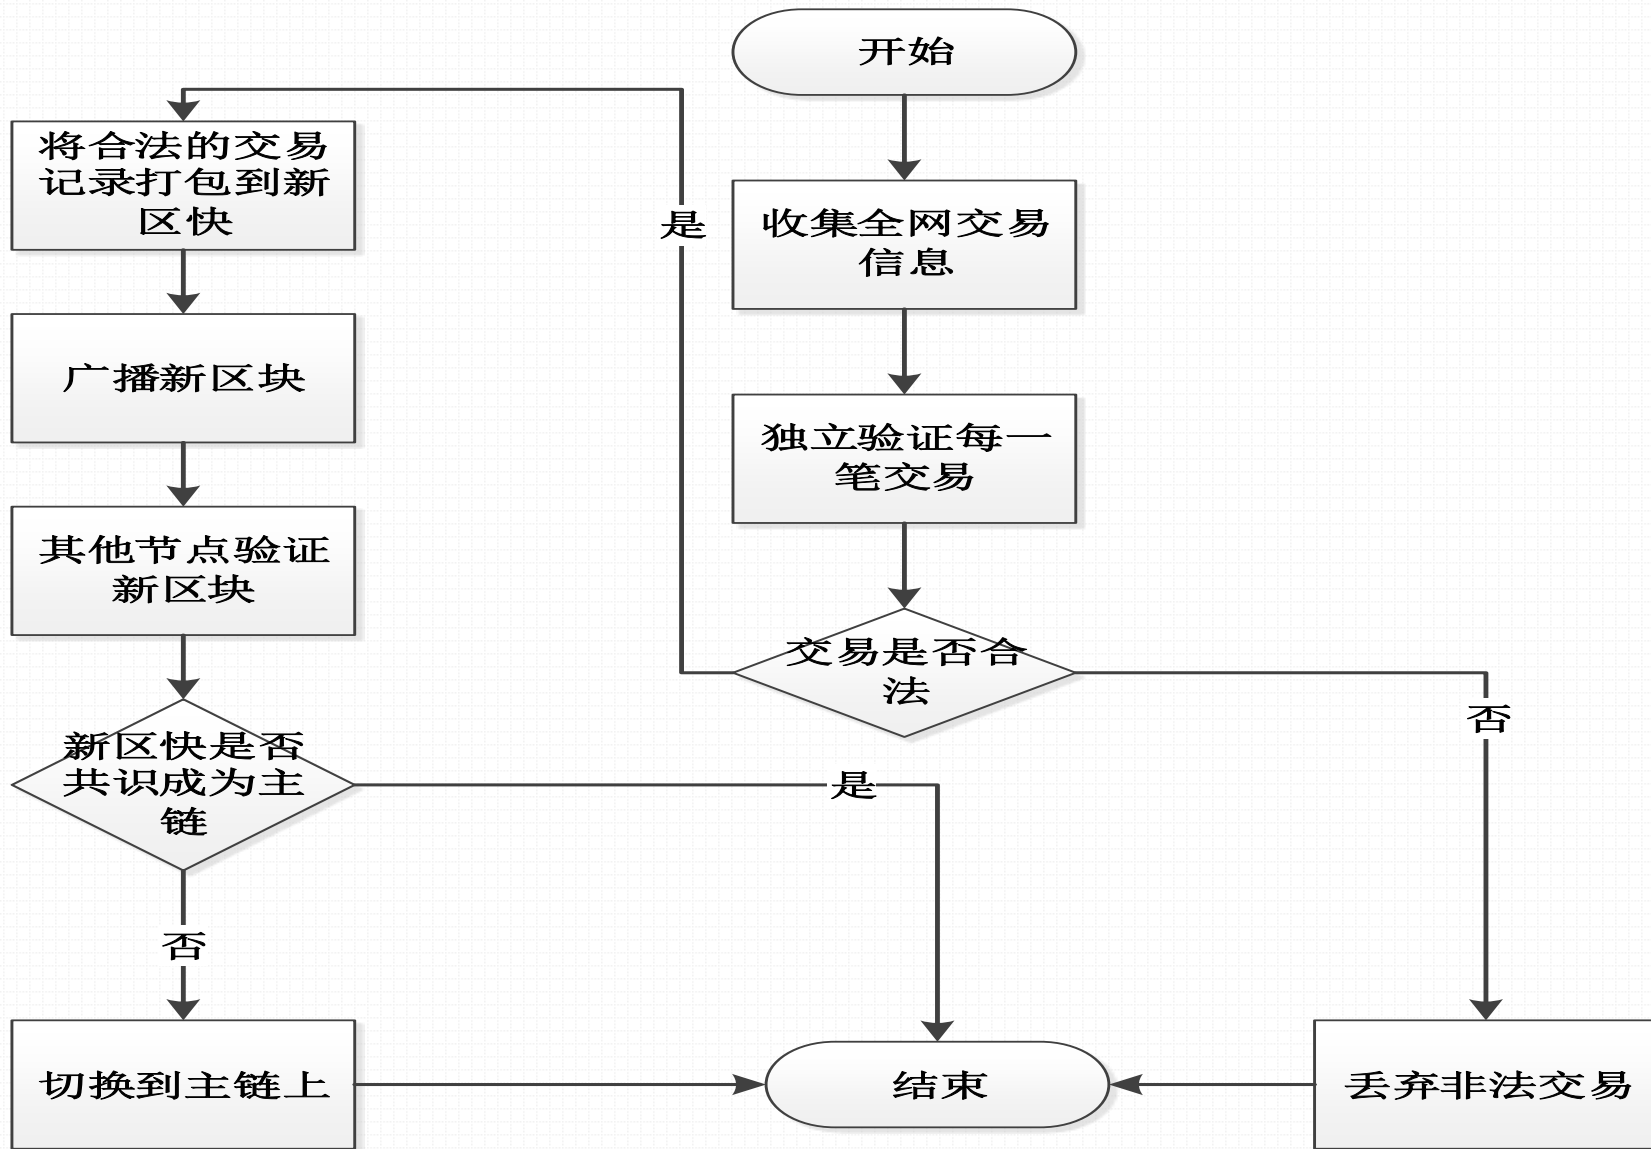 开始
收集全网交易
信息
独立验证每一
笔交易
交易是否合
法
是
否
将合法的交易
记录打包到新
区快
广播新区块
其他节点验证
新区块
新区快是否
共识成为主
链
是
否
切换到主链上
结束
丢弃非法交易